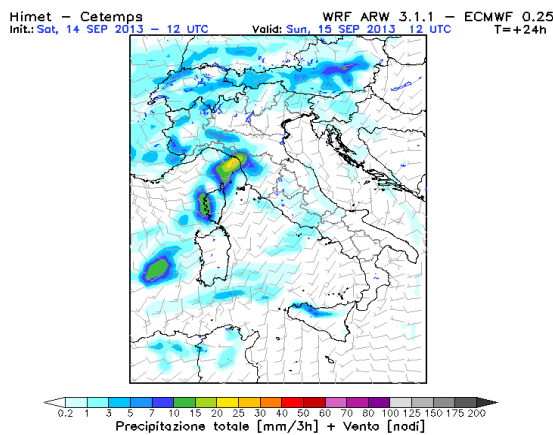 Himet – Cetemps WRF ARW 3.1.1 – ECMWF 0.25
Init.: Sat, 14 SEP 2013 – 12 UTC Valid: Sun, 15 SEP 2013 12 UTC T=+24h
0.2 1 3 5 7 10 15 20 25 30 40 50 60 70 80 100 125 150 175 200
Precipitazione totale [mm/3h] + Vento [nodi]